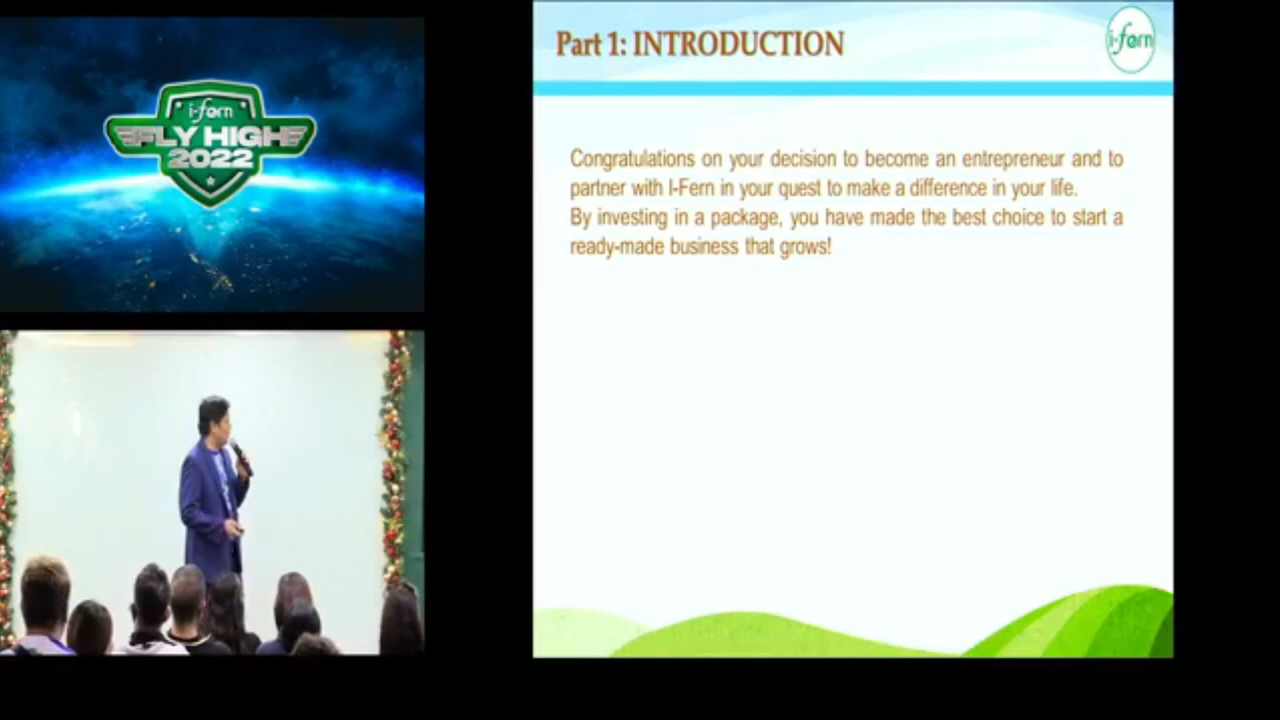 i-fern
FLY HIGH
2022
Part 1: INTRODUCTION
i-fern
Congratulations on your decision to become an entrepreneur and to
partner with I-Fern in your quest to make a difference in your life.
By investing in a package, you have made the best choice to start a
ready-made business that grows!